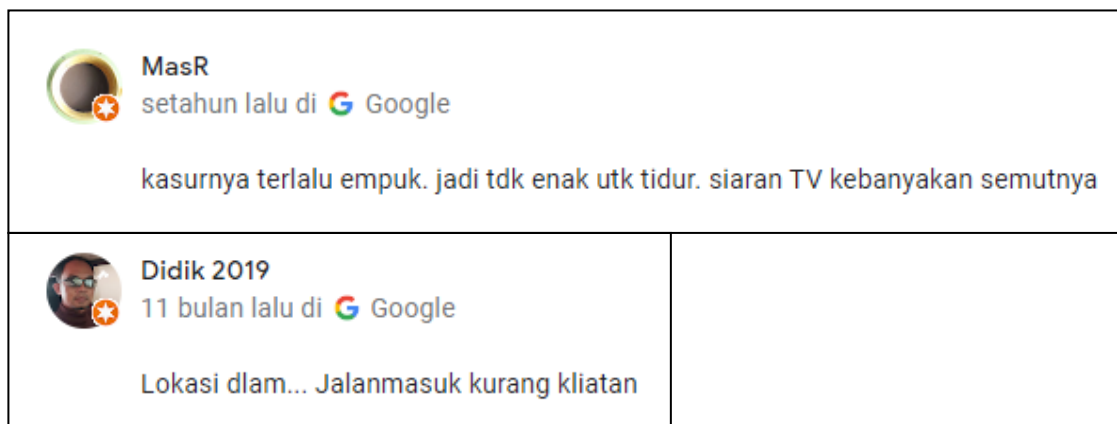 MasR
setahun lalu di Google
kasurnya terlalu empuk. jadi tdk enak utk tidur. siaran TV kebanyakan semutnya
Didik 2019
11 bulan lalu di Google
Lokasi dlam... Jalanmasuk kurang kliatan